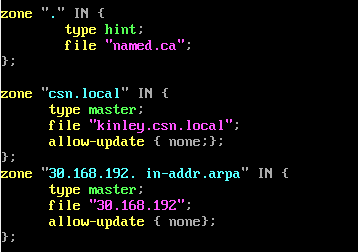 zone "." IN {
type hint;
file "named.ca";
};
zone "csn.local" IN {
type master;
file "kinley.csn.local";
allow-update { none;};
};
zone "30.168.192. in-addr.arpa" IN {
type master;
file "30.168.192";
allow-update { none};